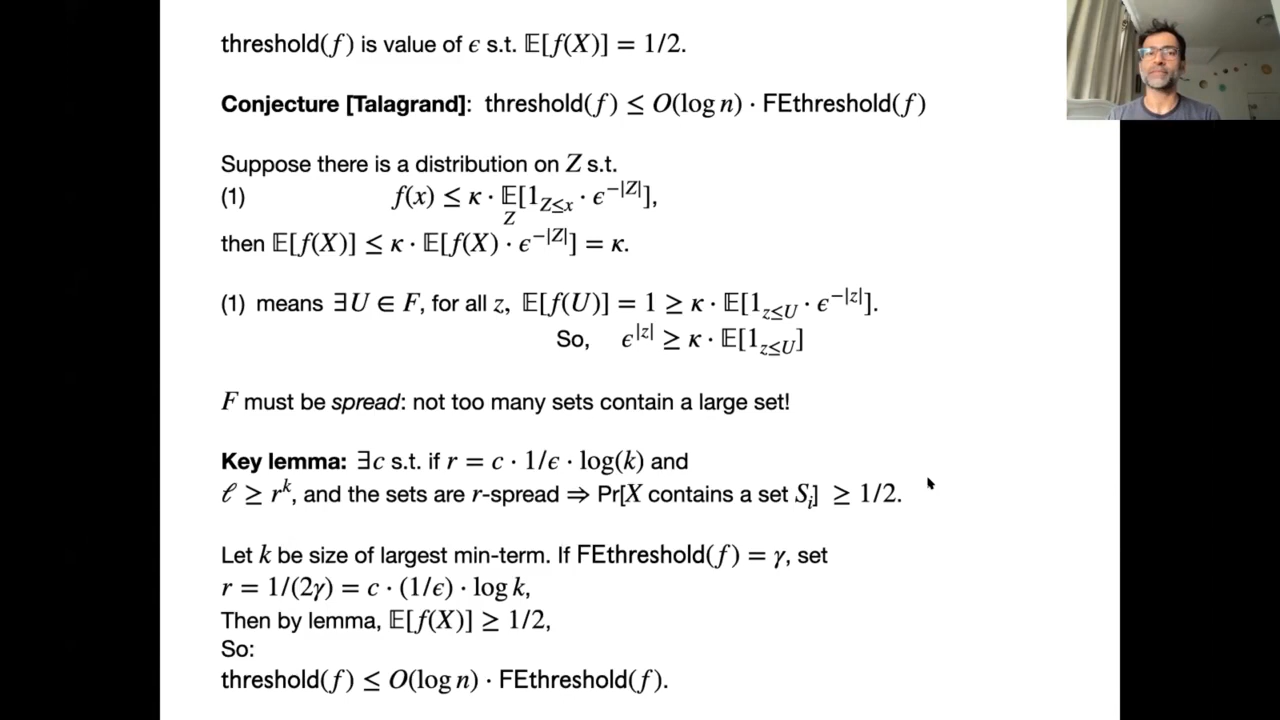 threshold(f) is value of ϵ s.t. 𝔼[f(X)] = 1/2.
Conjecture [Talagrand]: threshold(f) ≤ O(log n) · FEthreshold(f)
Suppose there is a distribution on Z s.t.
(1) f(x) ≤ κ · 𝔼_Z[1_{Z≤x} · ϵ^{−|Z|}],
then 𝔼[f(X)] ≤ κ · 𝔼[f(X) · ϵ^{−|Z|}] = κ.
(1) means ∃U ∈ F, for all z, 𝔼[f(U)] = 1 ≥ κ · 𝔼[1_{z≤U} · ϵ^{−|z|}].
So, ϵ^{|z|} ≥ κ · 𝔼[1_{z≤U}]
F must be spread: not too many sets contain a large set!
Key lemma: ∃c s.t. if r = c · 1/ϵ · log(k) and
ℓ ≥ r^k, and the sets are r-spread ⇒ Pr[X contains a set S_i] ≥ 1/2.
Let k be size of largest min-term. If FEthreshold(f) = γ, set
r = 1/(2γ) = c · (1/ϵ) · log k,
Then by lemma, 𝔼[f(X)] ≥ 1/2,
So:
threshold(f) ≤ O(log n) · FEthreshold(f).